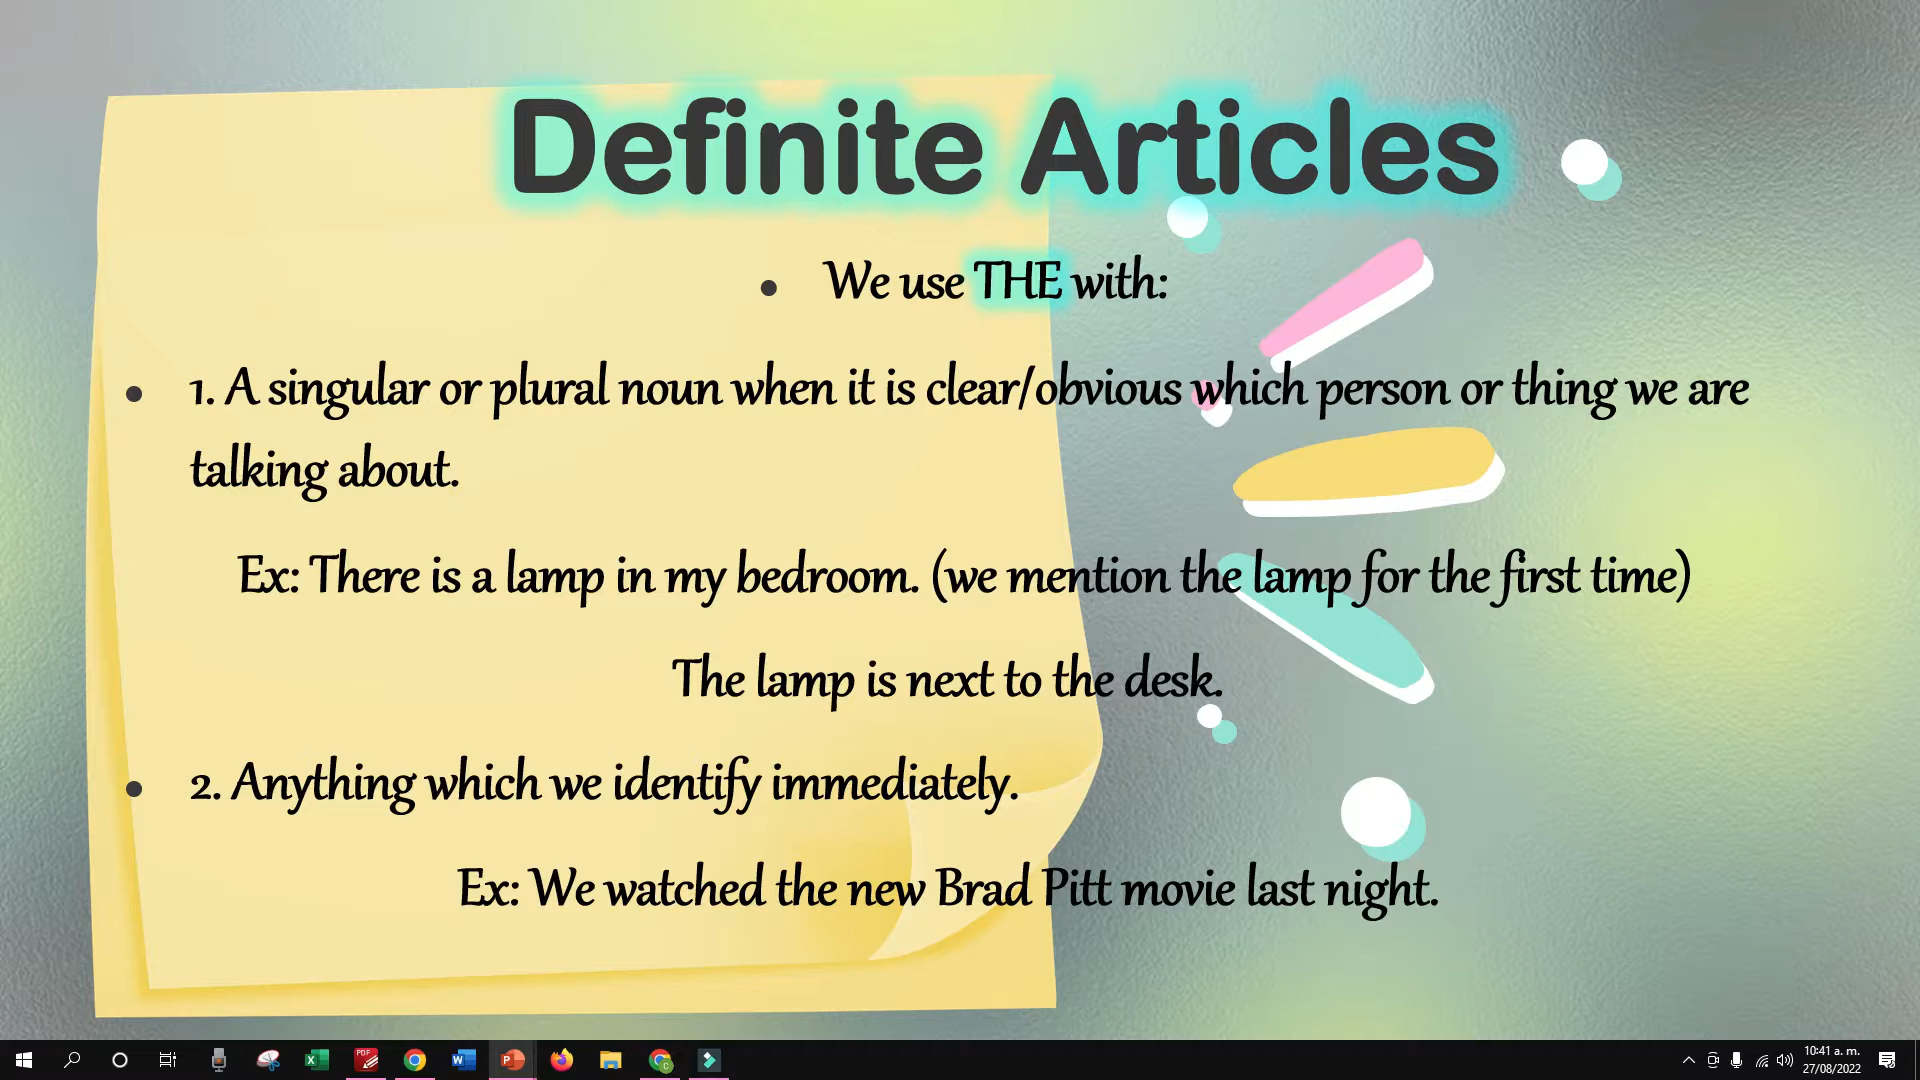 Definite Articles
We use THE with:
1. A singular or plural noun when it is clear/obvious which person or thing we are
talking about.
Ex: There is a lamp in my bedroom. (we mention the lamp for the first time)
The lamp is next to the desk.
2. Anything which we identify immediately.
Ex: We watched the new Brad Pitt movie last night.
10:41 a. m.
27/08/2022